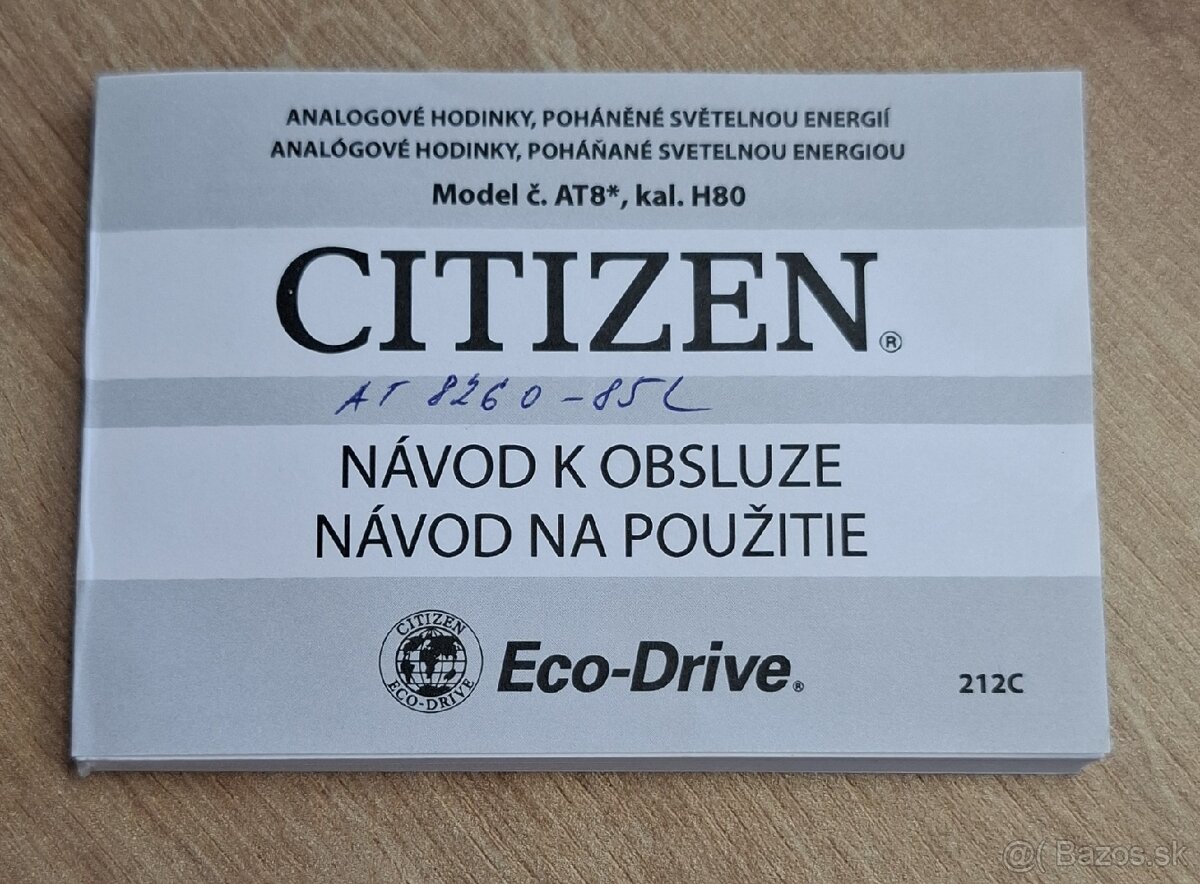 ANALOGOVÉ HODINKY, POHÁNĚNÉ SVĚTELNOU ENERGIÍ
ANALÓGOVÉ HODINKY, POHÁŇANÉ SVETELNOU ENERGIOU
Model č. AT8*, kal. H80
CITIZEN®
AT 8260-85L
NÁVOD K OBSLUZE
NÁVOD NA POUŽITIE
CITIZEN
ECO-DRIVE
Eco-Drive®
212C
@( Bazos.sk